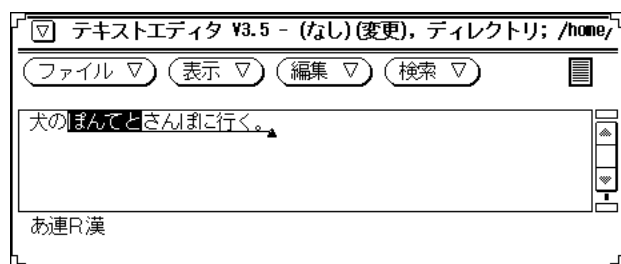 テキストエディタ V3.5 - (なし)(変更), ディレクトリ; /home/
ファイル 表示 編集 検索
犬のぽんてとさんぽに行く。
あ連R漢